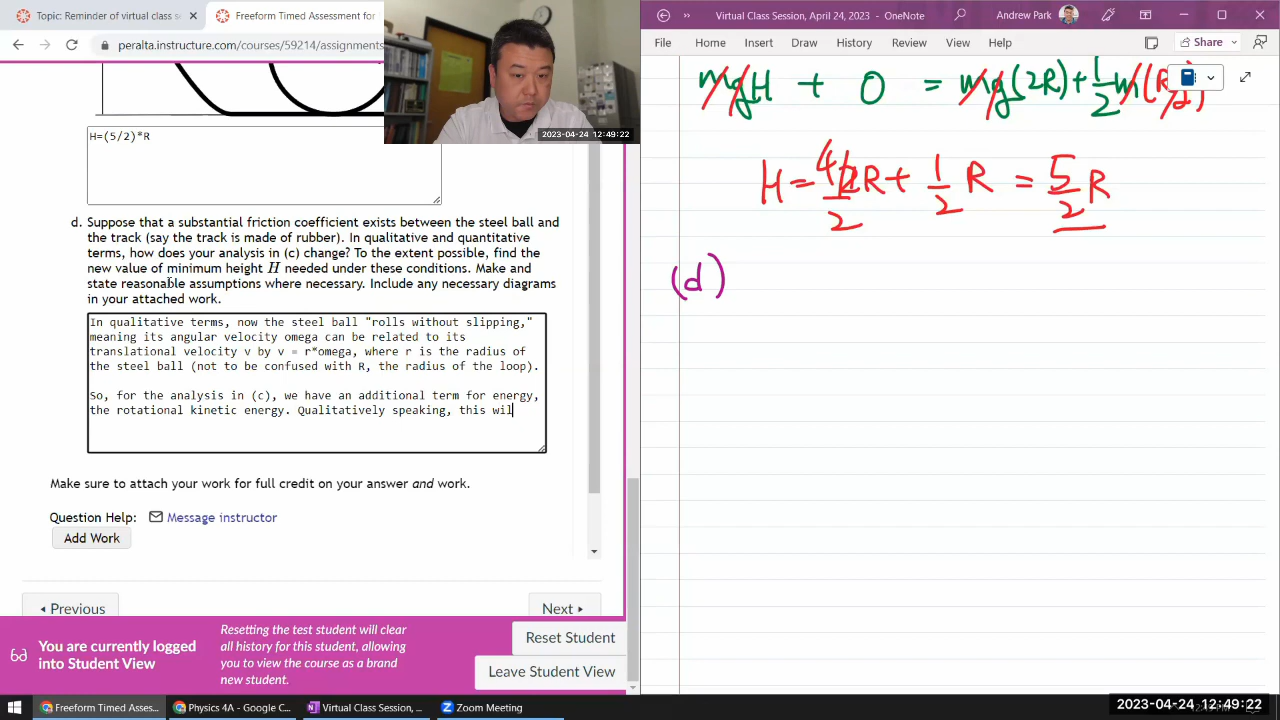 Reminder of virtual class sess
Freeform Timed Assessment for
peralta.instructure.com/courses/59214/assignments
2023-04-24 12:49:22
H=(5/2)*R
d. Suppose that a substantial friction coefficient exists between the steel ball and
the track (say the track is made of rubber). In qualitative and quantitative
terms, how does your analysis in (c) change? To the extent possible, find the
new value of minimum height H needed under these conditions. Make and
state reasonable assumptions where necessary. Include any necessary diagrams
in your attached work.
In qualitative terms, now the steel ball "rolls without slipping,"
meaning its angular velocity omega can be related to its
translational velocity v by v = r*omega, where r is the radius of
the steel ball (not to be confused with R, the radius of the loop).
So, for the analysis in (c), we have an additional term for energy,
the rotational kinetic energy. Qualitatively speaking, this wil
Make sure to attach your work for full credit on your answer and work.
Question Help: Message instructor
Add Work
Previous
Next
You are currently logged
into Student View
Resetting the test student will clear
all history for this student, allowing
you to view the course as a brand
new student.
Reset Student
Leave Student View
Virtual Class Session, April 24, 2023 - OneNote
Andrew Park
File Home Insert Draw History Review View Help
Share
mgH + 0 = mg(2R) + 1/2 m (R
H = 4/2 R + 1/2 R = 5/2 R
(d)
Freeform Timed Asses...
Physics 4A - Google C...
Virtual Class Session, ...
Zoom Meeting
2023-04-24 12:49:22